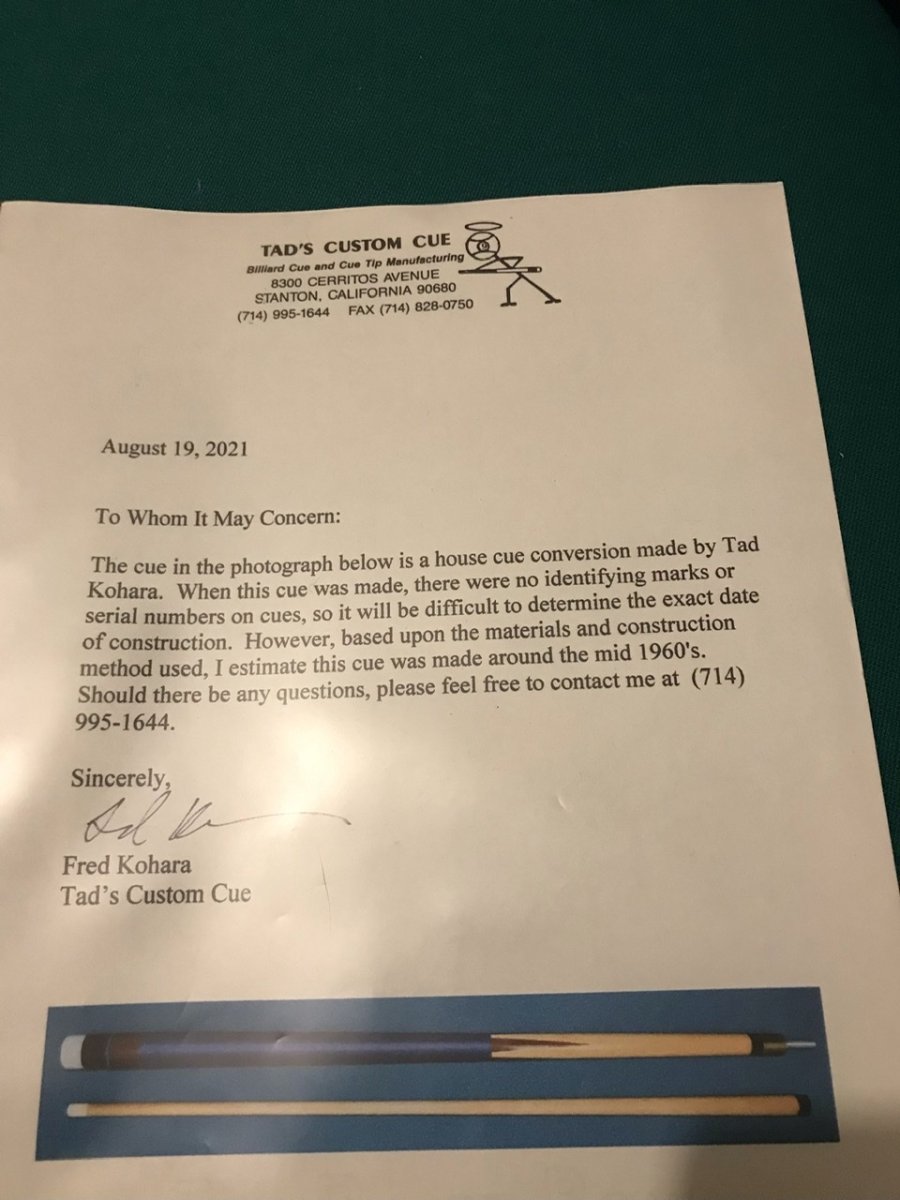 TAD'S CUSTOM CUE
Billiard Cue and Cue Tip Manufacturing
8300 CERRITOS AVENUE
STANTON, CALIFORNIA 90680
(714) 995-1644 FAX (714) 828-0750
August 19, 2021
To Whom It May Concern:
The cue in the photograph below is a house cue conversion made by Tad
Kohara. When this cue was made, there were no identifying marks or
serial numbers on cues, so it will be difficult to determine the exact date
of construction. However, based upon the materials and construction
method used, I estimate this cue was made around the mid 1960's.
Should there be any questions, please feel free to contact me at (714)
995-1644.
Sincerely,
Fred Kohara
Tad's Custom Cue